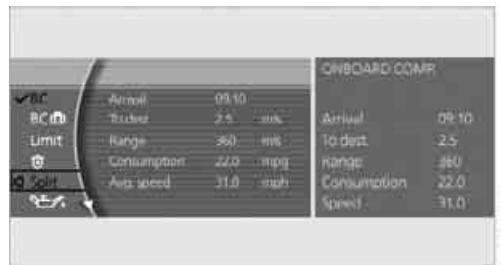 ONBOARD COMP.
BC
BC
Limit
Split
Arrival 09:10
To dest. 2.5 mls
Range 360 mls
Consumption 22.0 mpg
Avg. speed 31.0 mph
Arrival 09:10
To dest. 2.5
Range 360
Consumption 22.0
Speed 31.0